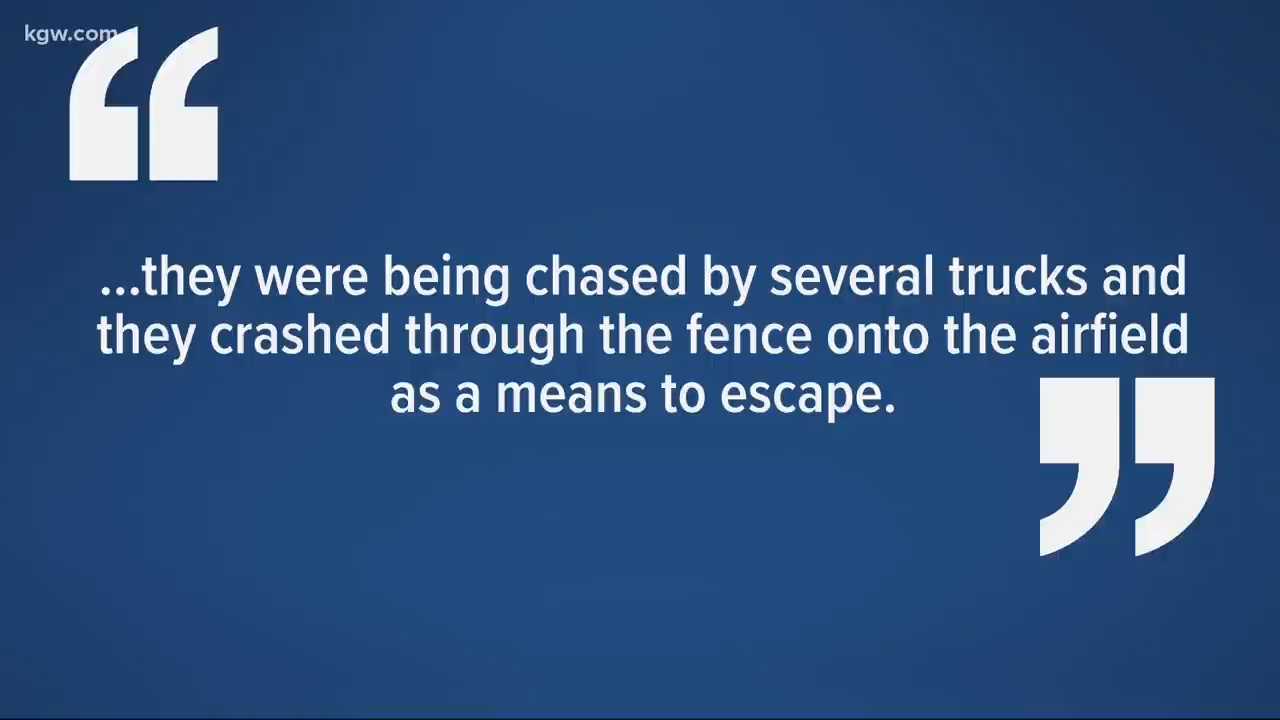 kgw.com
“
...they were being chased by several trucks and
they crashed through the fence onto the airfield
as a means to escape.
”